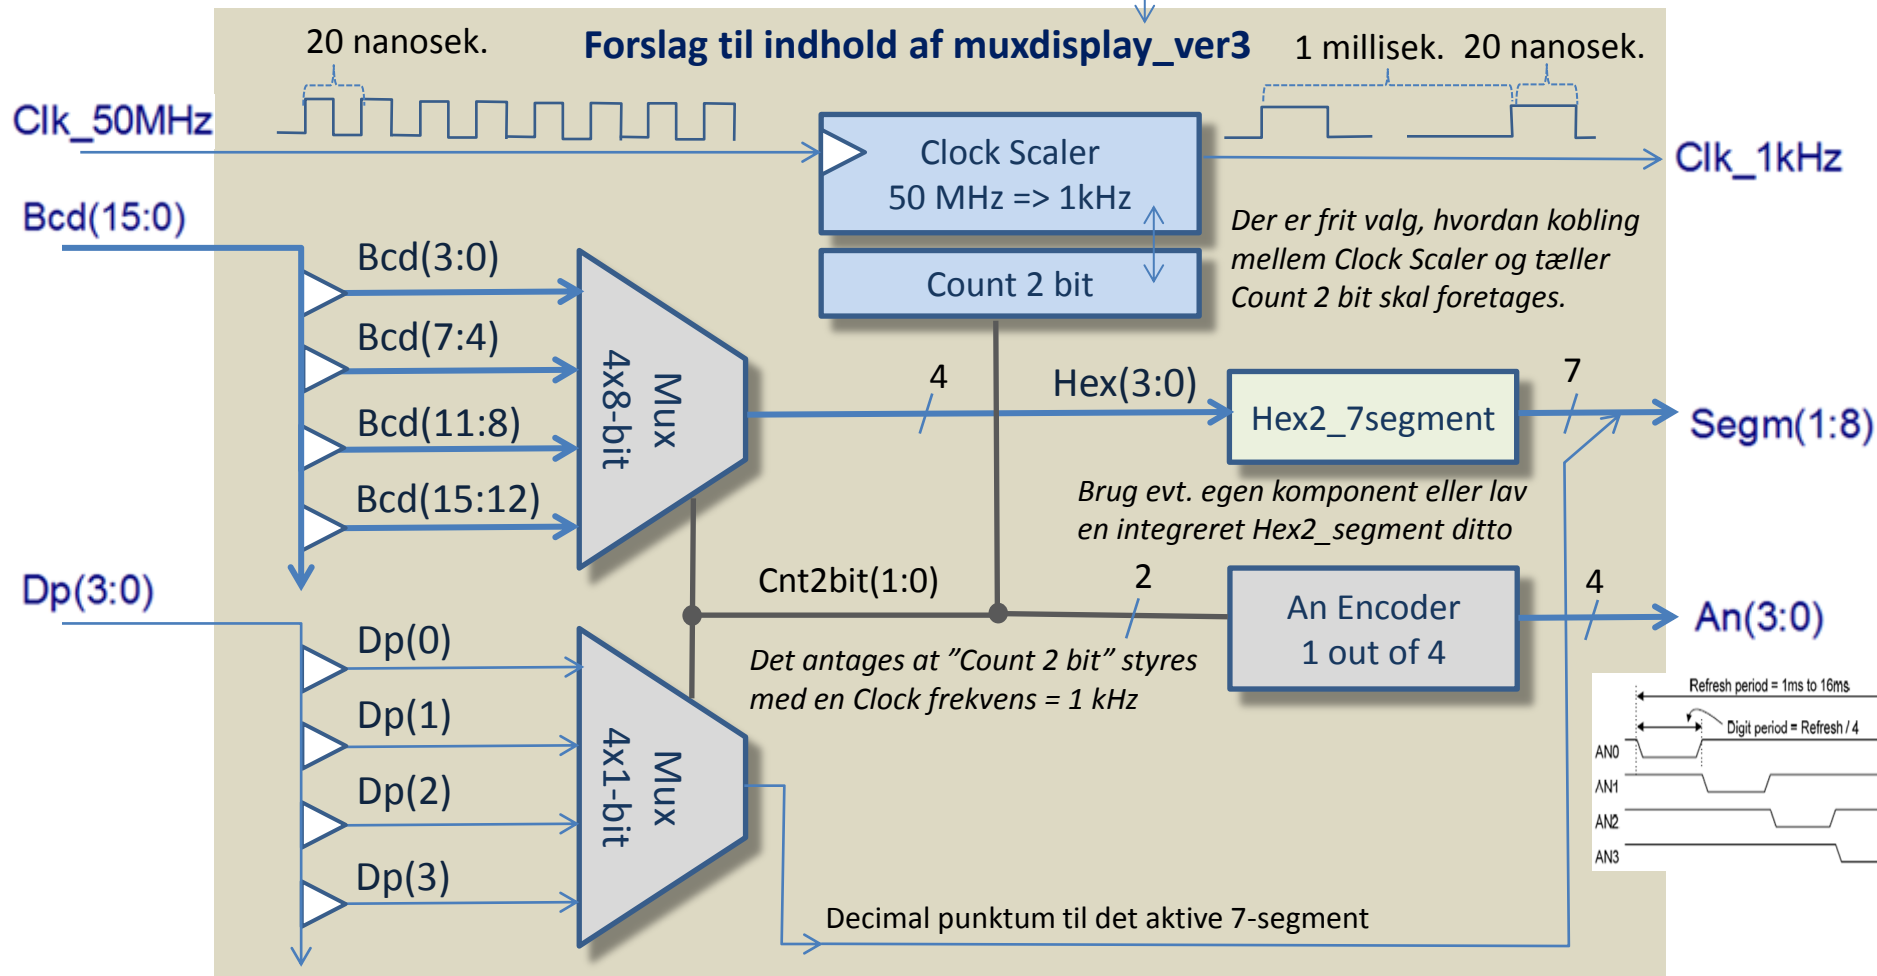 Forslag til indhold af muxdisplay_ver3
20 nanosek.
1 millisek.
20 nanosek.
Clk_50MHz
Clock Scaler
50 MHz => 1kHz
Clk_1kHz
Bcd(15:0)
Der er frit valg, hvordan kobling
mellem Clock Scaler og tæller
Count 2 bit skal foretages.
Count 2 bit
Bcd(3:0)
Bcd(7:4)
Bcd(11:8)
Bcd(15:12)
Mux
4x8-bit
4
Hex(3:0)
Hex2_7segment
7
Segm(1:8)
Brug evt. egen komponent eller lav
en integreret Hex2_segment ditto
Dp(3:0)
Cnt2bit(1:0)
2
An Encoder
1 out of 4
4
An(3:0)
Det antages at ”Count 2 bit” styres
med en Clock frekvens = 1 kHz
Dp(0)
Dp(1)
Dp(2)
Dp(3)
Mux
4x1-bit
Refresh period = 1ms to 16ms
Digit period = Refresh / 4
AN0
AN1
AN2
AN3
Decimal punktum til det aktive 7-segment